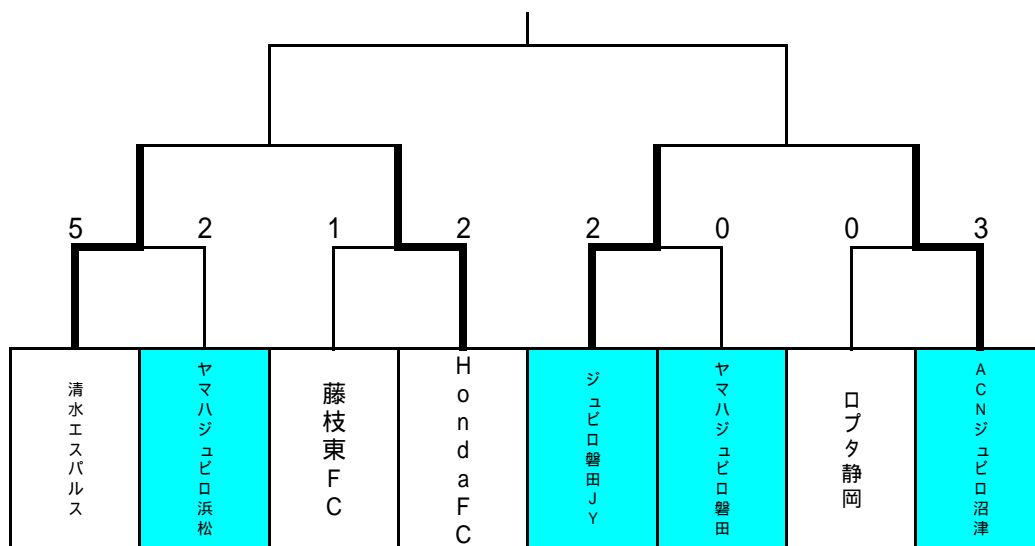 5 2 1 2 2 0 0 3
清水エスパルス
ヤマハジュビロ浜松
藤枝東FC
HondaFC
ジュビロ磐田JY
ヤマハジュビロ磐田
ロプタ静岡
ACNジュビロ沼津